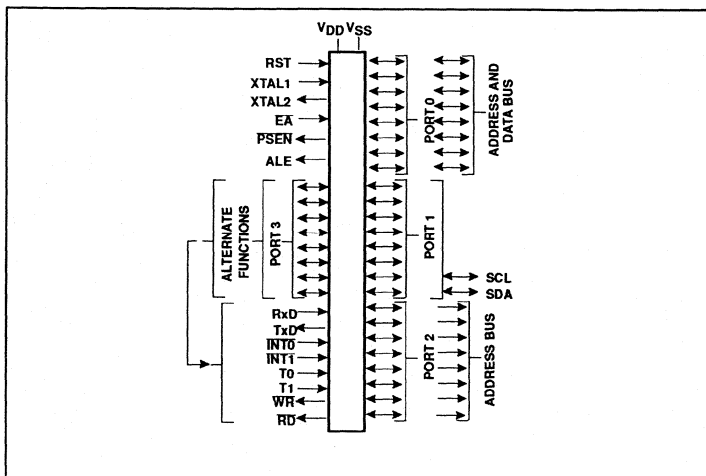 VDD VSS
RST
XTAL1
XTAL2
EA
PSEN
ALE
PORT 0
ADDRESS AND
DATA BUS
ALTERNATE
FUNCTIONS
PORT 3
PORT 1
SCL
SDA
RxD
TxD
INT0
INT1
T0
T1
WR
RD
PORT 2
ADDRESS BUS